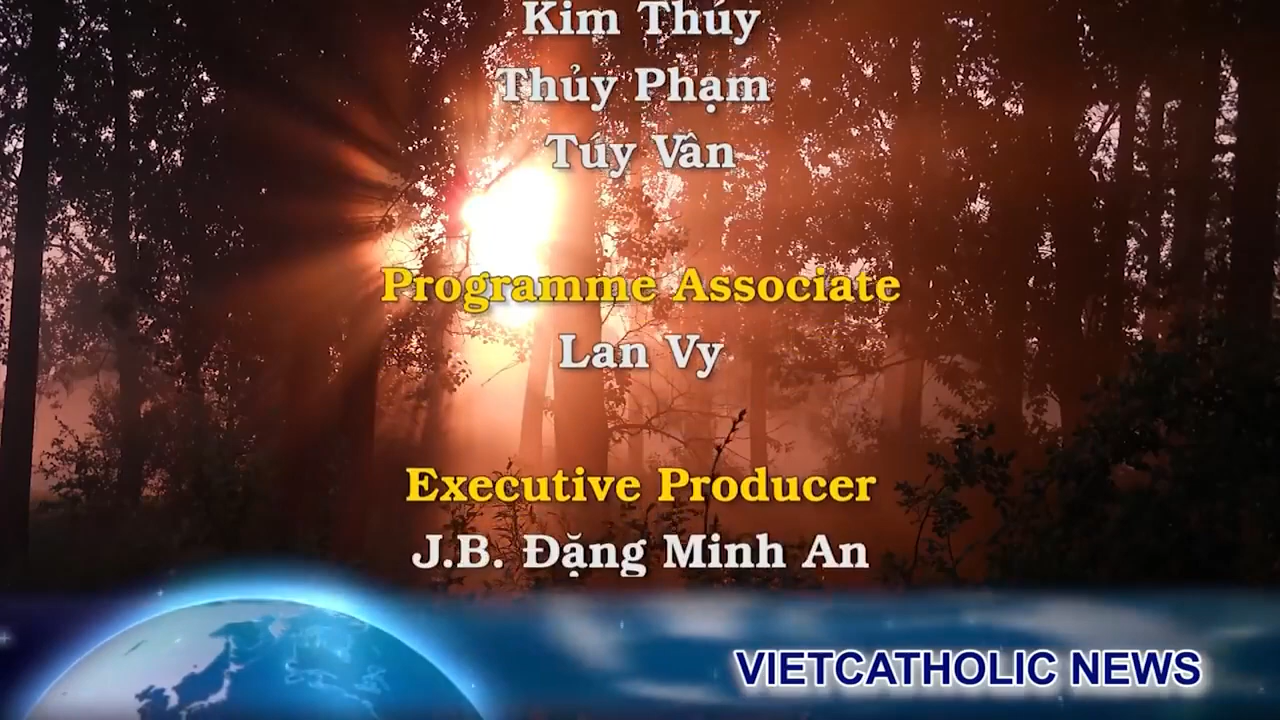 Kim Thúy
Thủy Phạm
Túy Vân
Programme Associate
Lan Vy
Executive Producer
J.B. Đặng Minh An
VIETCATHOLIC NEWS